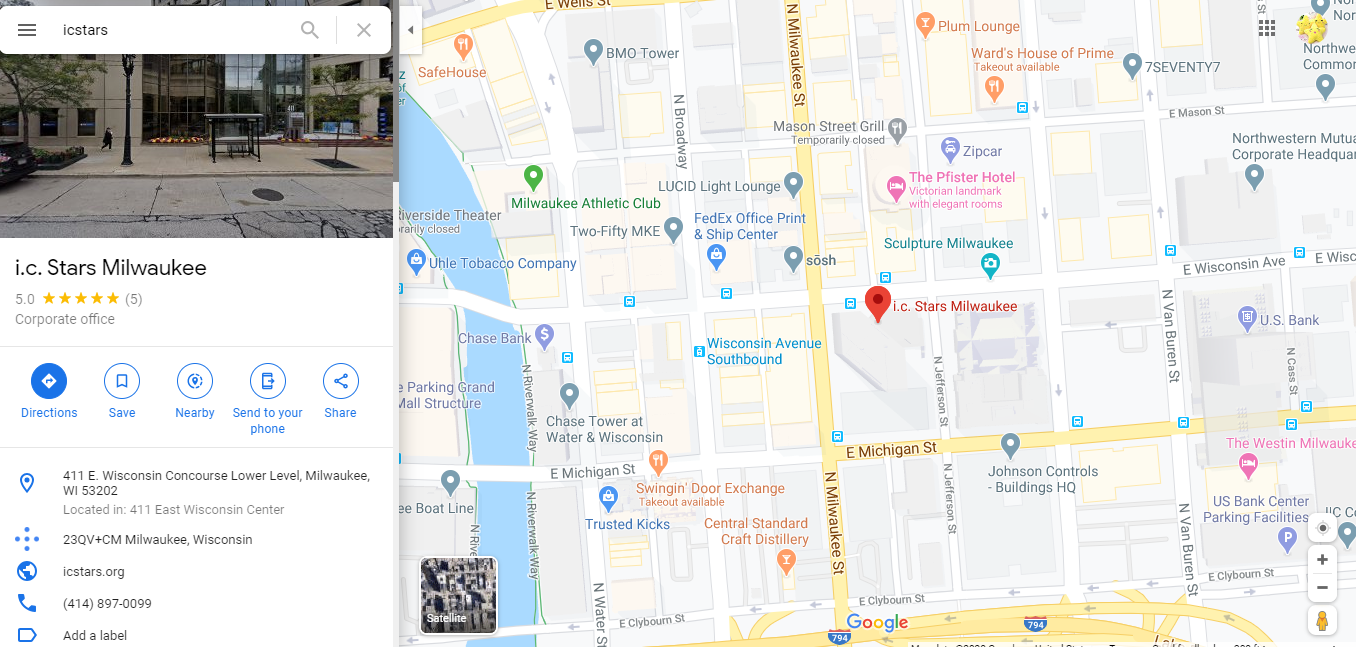 icstars
411
i.c. Stars Milwaukee
5.0
(5)
Corporate office
Directions
Save
Nearby
Send to your
phone
Share
411 E. Wisconsin Concourse Lower Level, Milwaukee,
WI 53202
Located in: 411 East Wisconsin Center
23QV+CM Milwaukee, Wisconsin
icstars.org
(414) 897-0099
Add a label
E Wells St
N Milwaukee St
Plum Lounge
SafeHouse
BMO Tower
Ward's House of Prime
Takeout available
7SEVENTY7
Northwe
Common
N Broadway
E Mason St
Mason Street Grill
Temporarily closed
Zipcar
Northwestern Mutua
Corporate Headquar
The Pfister Hotel
Victorian landmark
with elegant rooms
LUCID Light Lounge
Milwaukee Athletic Club
Riverside Theater
rarily closed
FedEx Office Print
& Ship Center
Two-Fifty MKE
Sculpture Milwaukee
Uhle Tobacco Company
sōsh
E Wisconsin Ave
E Wisc
i.c. Stars Milwaukee
N Van Buren St
U.S. Bank
Chase Bank
Wisconsin Avenue
Southbound
N Cass St
N Jefferson St
N Riverwalk Way
e Parking Grand
Mall Structure
Chase Tower at
Water & Wisconsin
E Michigan St
E Michigan St
The Westin Milwauke
Johnson Controls
- Buildings HQ
N Milwaukee St
N Jefferson St
Swingin' Door Exchange
Takeout available
N Riverwalk Way
ee Boat Line
Trusted Kicks
Central Standard
Craft Distillery
US Bank Center
Parking Facilities
N Van Buren St
N Water St
E Clybourn St
E Clybourn St
E Clybourn St
Satellite
Google
794
794